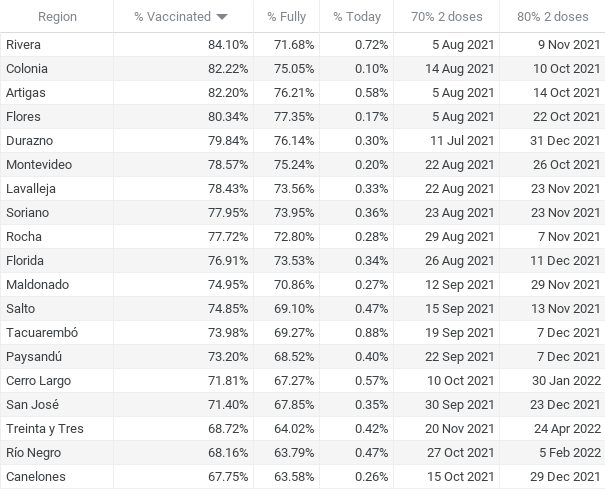 Region % Vaccinated % Fully % Today 70% 2 doses 80% 2 doses
Rivera 84.10% 71.68% 0.72% 5 Aug 2021 9 Nov 2021
Colonia 82.22% 75.05% 0.10% 14 Aug 2021 10 Oct 2021
Artigas 82.20% 76.21% 0.58% 5 Aug 2021 14 Oct 2021
Flores 80.34% 77.35% 0.17% 5 Aug 2021 22 Oct 2021
Durazno 79.84% 76.14% 0.30% 11 Jul 2021 31 Dec 2021
Montevideo 78.57% 75.24% 0.20% 22 Aug 2021 26 Oct 2021
Lavalleja 78.43% 73.56% 0.33% 22 Aug 2021 23 Nov 2021
Soriano 77.95% 73.95% 0.36% 23 Aug 2021 23 Nov 2021
Rocha 77.72% 72.80% 0.28% 29 Aug 2021 7 Nov 2021
Florida 76.91% 73.53% 0.34% 26 Aug 2021 11 Dec 2021
Maldonado 74.95% 70.86% 0.27% 12 Sep 2021 29 Nov 2021
Salto 74.85% 69.10% 0.47% 15 Sep 2021 13 Nov 2021
Tacuarembó 73.98% 69.27% 0.88% 19 Sep 2021 7 Dec 2021
Paysandú 73.20% 68.52% 0.40% 22 Sep 2021 7 Dec 2021
Cerro Largo 71.81% 67.27% 0.57% 10 Oct 2021 30 Jan 2022
San José 71.40% 67.85% 0.35% 30 Sep 2021 23 Dec 2021
Treinta y Tres 68.72% 64.02% 0.42% 20 Nov 2021 24 Apr 2022
Río Negro 68.16% 63.79% 0.47% 27 Oct 2021 5 Feb 2022
Canelones 67.75% 63.58% 0.26% 15 Oct 2021 29 Dec 2021